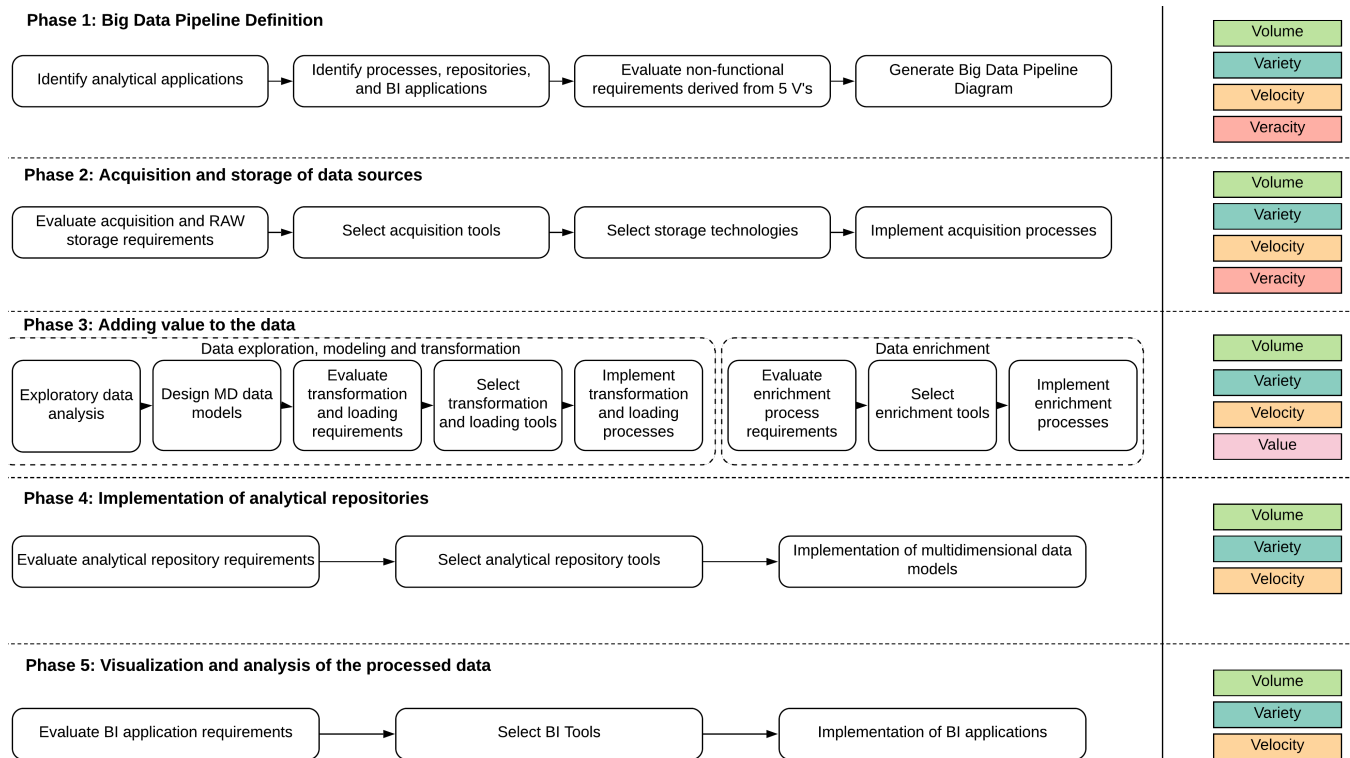 Phase 1: Big Data Pipeline Definition
Identify analytical applications
Identify processes, repositories,
and BI applications
Evaluate non-functional
requirements derived from 5 V's
Generate Big Data Pipeline
Diagram
Volume
Variety
Velocity
Veracity
Phase 2: Acquisition and storage of data sources
Evaluate acquisition and RAW
storage requirements
Select acquisition tools
Select storage technologies
Implement acquisition processes
Volume
Variety
Velocity
Veracity
Phase 3: Adding value to the data
Data exploration, modeling and transformation
Exploratory data
analysis
Design MD data
models
Evaluate
transformation
and loading
requirements
Select
transformation
and loading tools
Implement
transformation
and loading
processes
Data enrichment
Evaluate
enrichment
process
requirements
Select
enrichment tools
Implement
enrichment
processes
Volume
Variety
Velocity
Value
Phase 4: Implementation of analytical repositories
Evaluate analytical repository requirements
Select analytical repository tools
Implementation of multidimensional data
models
Volume
Variety
Velocity
Phase 5: Visualization and analysis of the processed data
Evaluate BI application requirements
Select BI Tools
Implementation of BI applications
Volume
Variety
Velocity